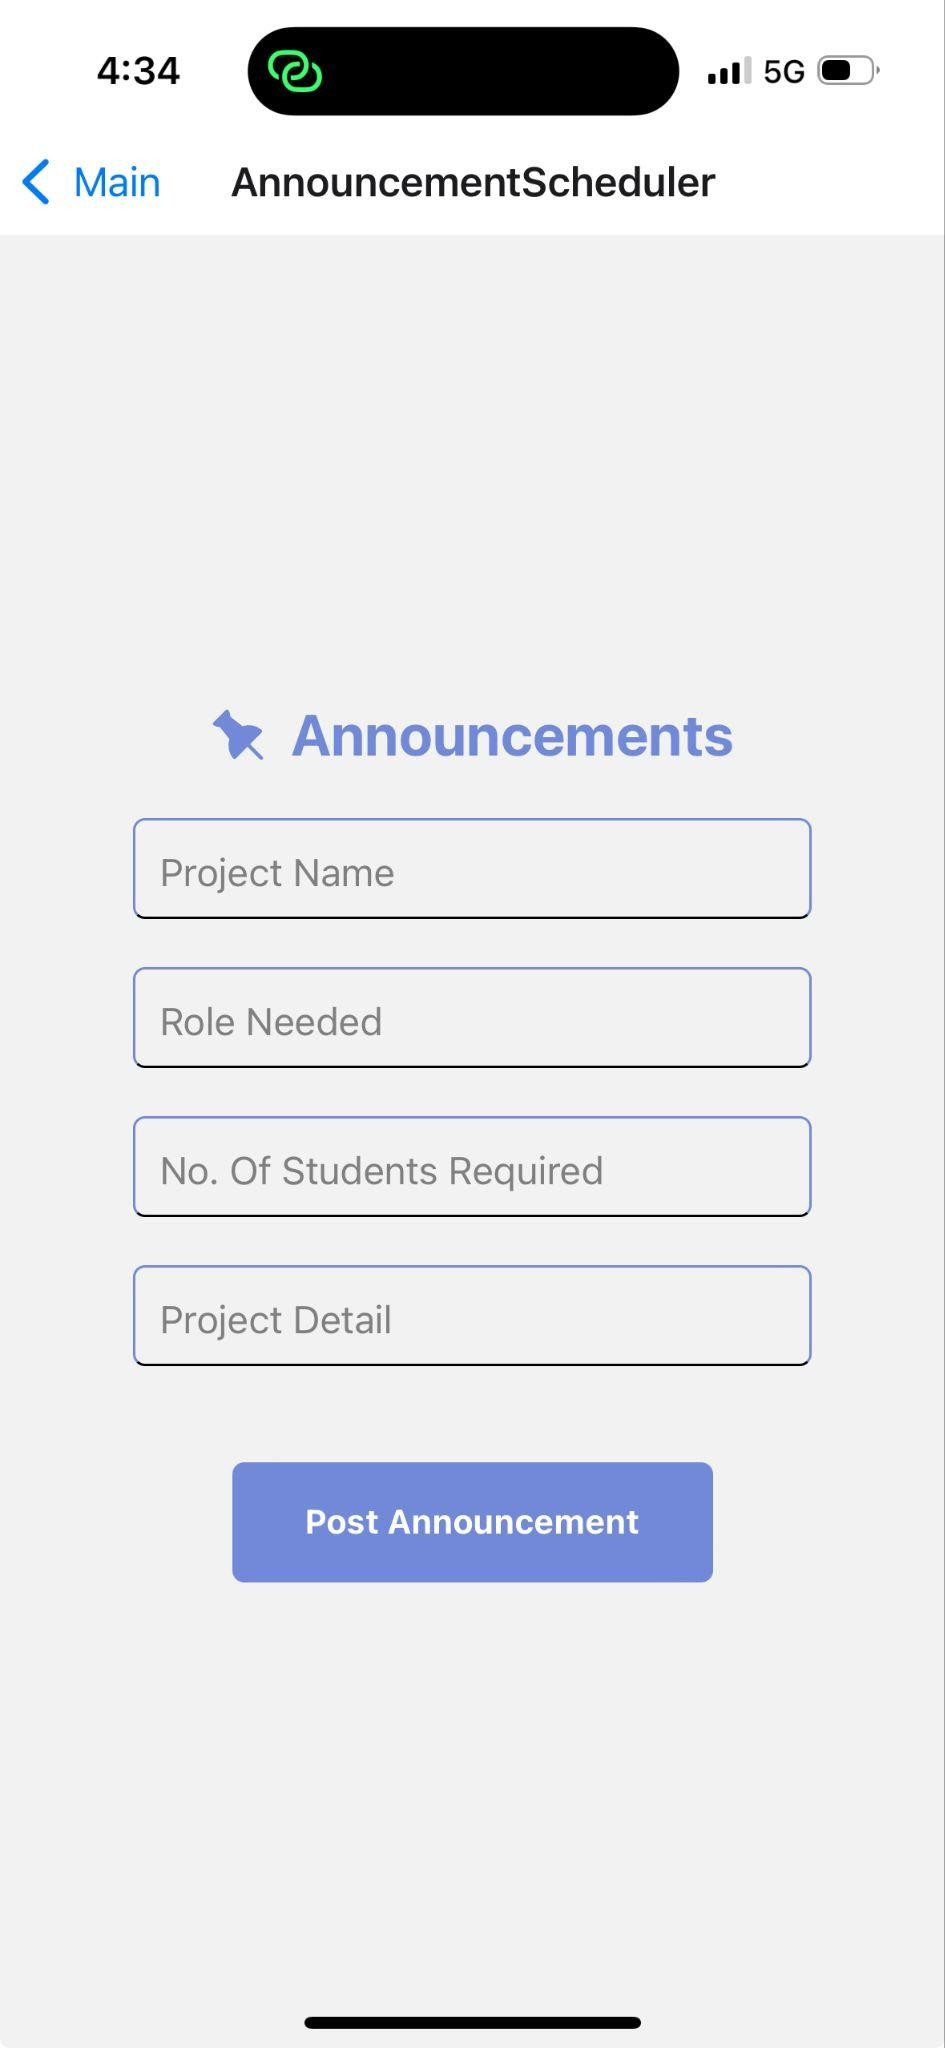 4:34
5G
Main
AnnouncementScheduler
Announcements
Project Name
Role Needed
No. Of Students Required
Project Detail
Post Announcement